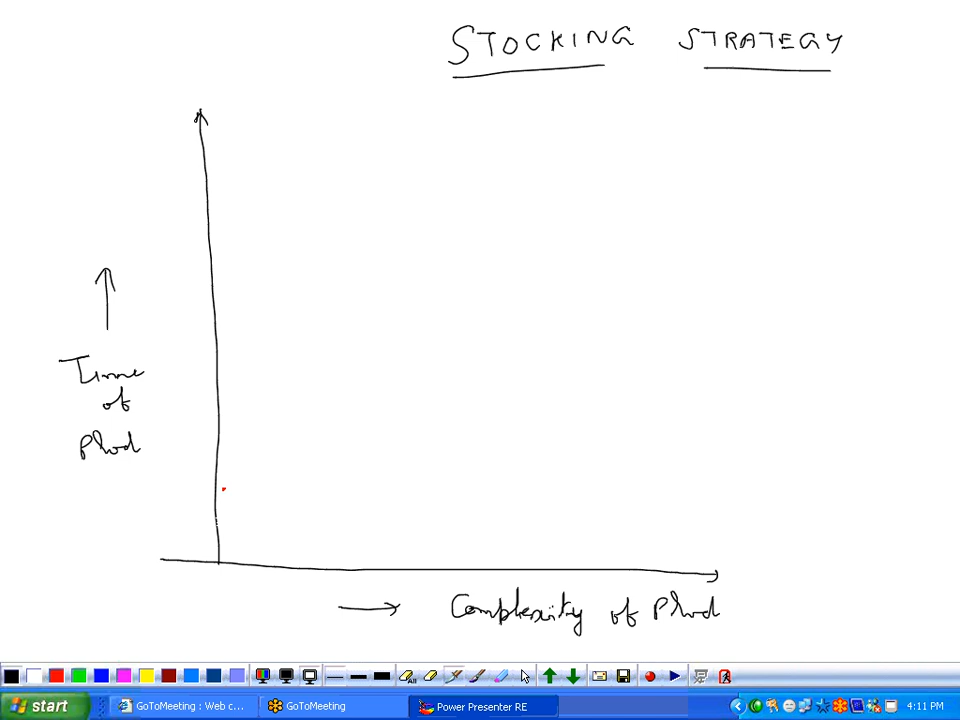 STOCKING STRATEGY
Time
of
Prod
Complexity of Prod
start
GoToMeeting : Web c...
GoToMeeting
Power Presenter RE
4:11 PM